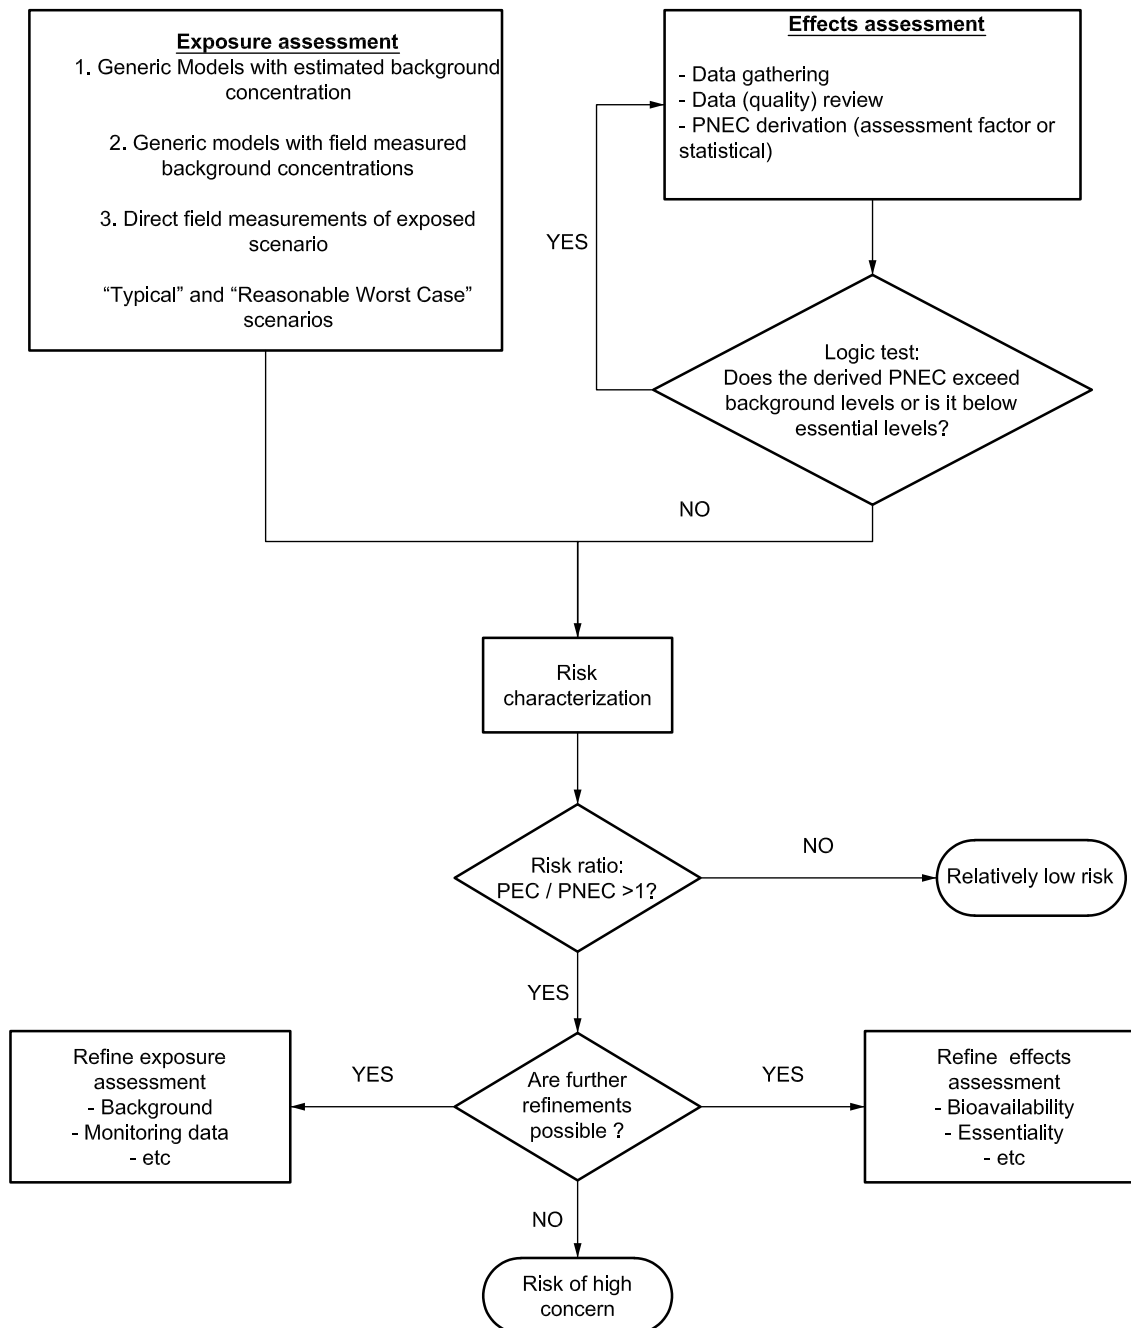 Exposure assessment
1. Generic Models with estimated background
concentration
2. Generic models with field measured
background concentrations
3. Direct field measurements of exposed
scenario
“Typical” and “Reasonable Worst Case”
scenarios
Effects assessment
- Data gathering
- Data (quality) review
- PNEC derivation (assessment factor or
statistical)
YES
Logic test:
Does the derived PNEC exceed
background levels or is it below
essential levels?
NO
Risk
characterization
Risk ratio:
PEC / PNEC >1?
NO
Relatively low risk
YES
Refine exposure
assessment
- Background
- Monitoring data
- etc
YES
Are further
refinements
possible ?
YES
Refine effects
assessment
- Bioavailability
- Essentiality
- etc
NO
Risk of high
concern